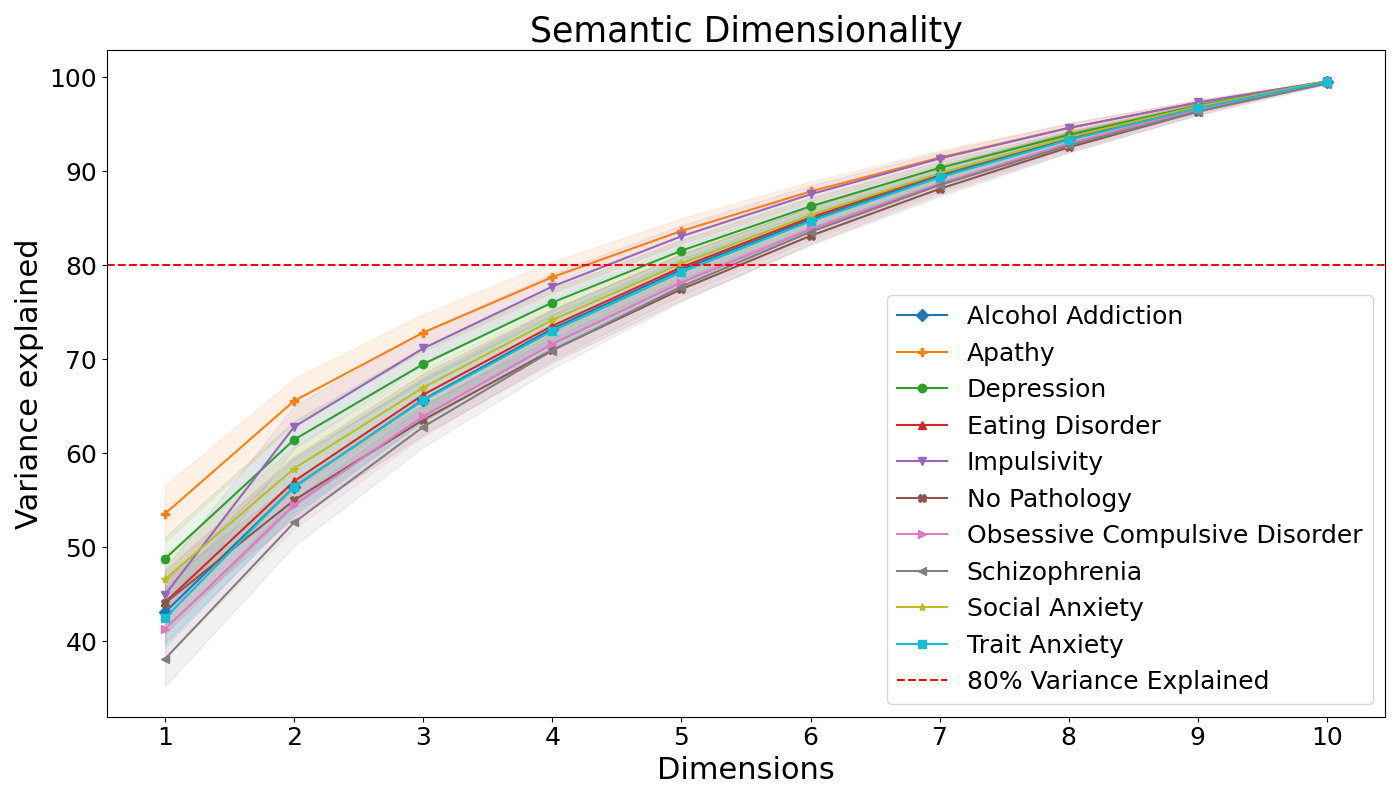 Semantic Dimensionality
Variance explained
100
90
80
70
60
50
40
Alcohol Addiction
Apathy
Depression
Eating Disorder
Impulsivity
No Pathology
Obsessive Compulsive Disorder
Schizophrenia
Social Anxiety
Trait Anxiety
80% Variance Explained
1 2 3 4 5 6 7 8 9 10
Dimensions